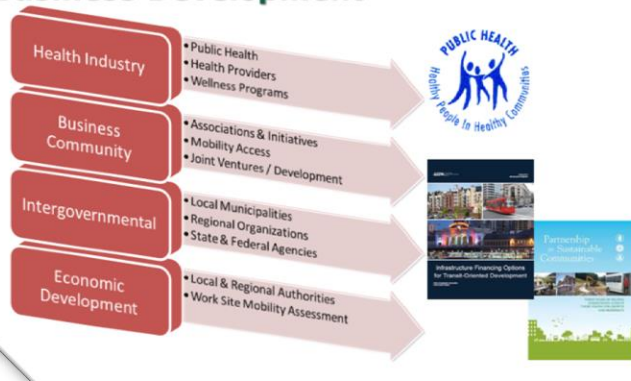 Health Industry
• Public Health
• Health Providers
• Wellness Programs
Business
Community
• Associations & Initiatives
• Mobility Access
• Joint Ventures / Development
Intergovernmental
• Local Municipalities
• Regional Organizations
• State & Federal Agencies
Economic
Development
• Local & Regional Authorities
• Work Site Mobility Assessment
PUBLIC HEALTH
Healthy People In Healthy Communities
Infrastructure Financing Options
for Transit-Oriented Development
Partnership
for Sustainable
Communities